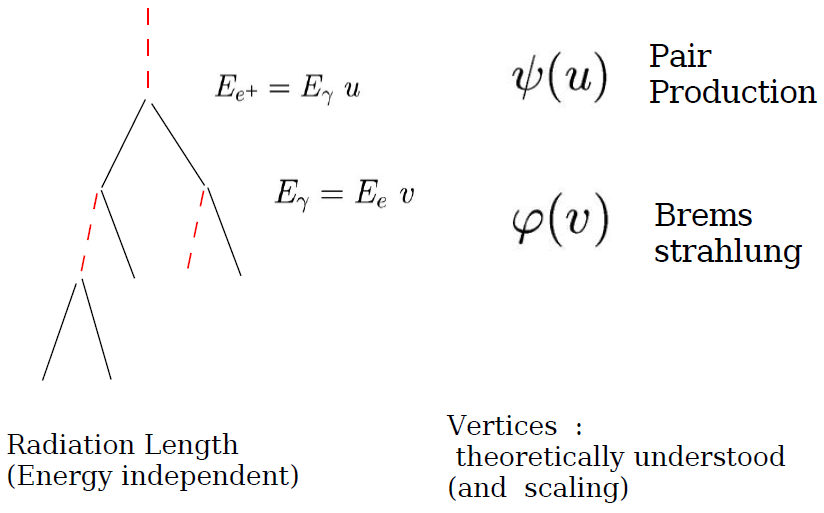 E_{e^+} = E_γ u
ψ(u)
Pair
Production
E_γ = E_e v
φ(v)
Brems
strahlung
Radiation Length
(Energy independent)
Vertices :
theoretically understood
(and scaling)